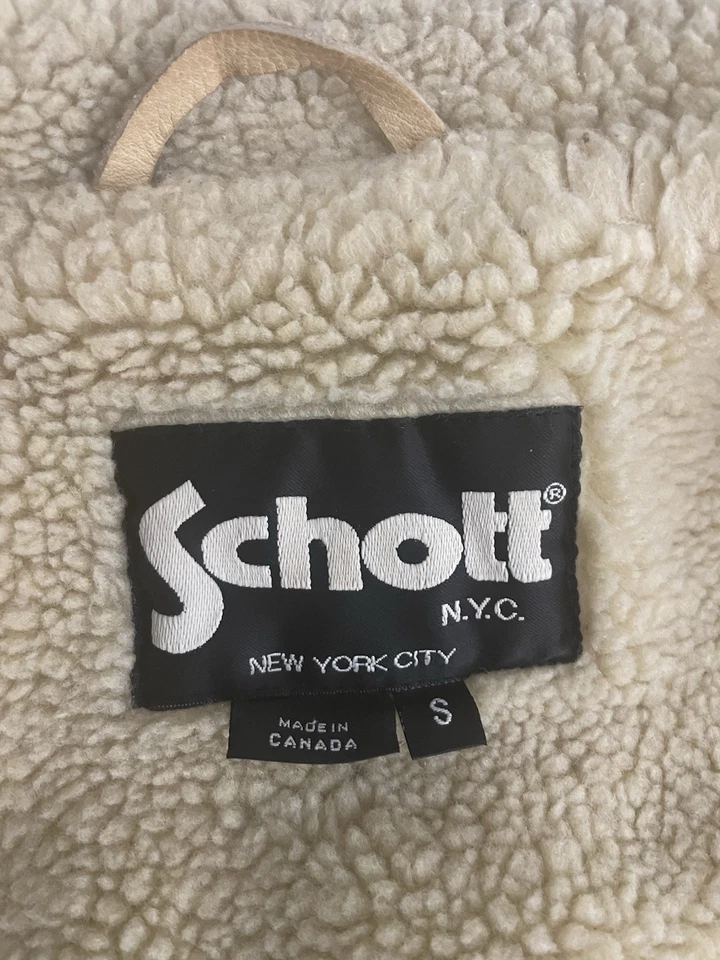 Schott®
N.Y.C.
NEW YORK CITY
MADE IN
CANADA
S